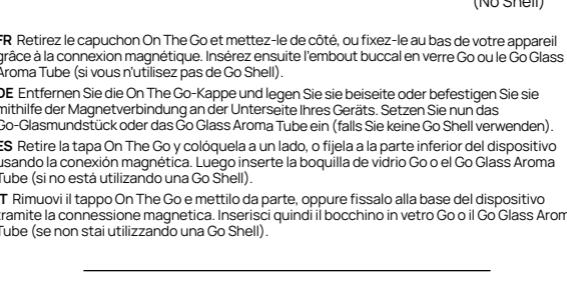 (No Shell)
FR Retirez le capuchon On The Go et mettez-le de côté, ou fixez-le au bas de votre appareil
grâce à la connexion magnétique. Insérez ensuite l'embout buccal en verre Go ou le Go Glass
Aroma Tube (si vous n'utilisez pas de Go Shell).
DE Entfernen Sie die On The Go-Kappe und legen Sie sie beiseite oder befestigen Sie sie
mithilfe der Magnetverbindung an der Unterseite Ihres Geräts. Setzen Sie nun das
Go-Glasmundstück oder das Go Glass Aroma Tube ein (falls Sie keine Go Shell verwenden).
ES Retire la tapa On The Go y colóquela a un lado, o fíjela a la parte inferior del dispositivo
usando la conexión magnética. Luego inserte la boquilla de vidrio Go o el Go Glass Aroma
Tube (si no está utilizando una Go Shell).
IT Rimuovi il tappo On The Go e mettilo da parte, oppure fissalo alla base del dispositivo
tramite la connessione magnetica. Inserisci quindi il bocchino in vetro Go o il Go Glass Arom
Tube (se non stai utilizzando una Go Shell).